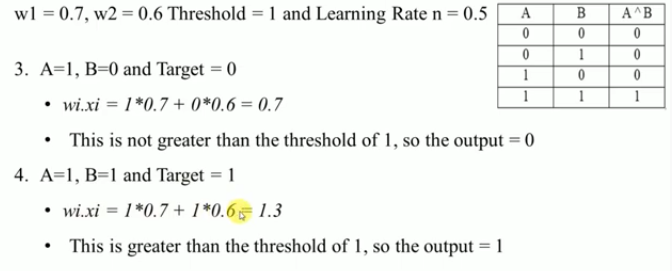 w1 = 0.7, w2 = 0.6 Threshold = 1 and Learning Rate n = 0.5
A B A^B
0 0 0
0 1 0
1 0 0
1 1 1
3. A=1, B=0 and Target = 0
• wi.xi = 1*0.7 + 0*0.6 = 0.7
• This is not greater than the threshold of 1, so the output = 0
4. A=1, B=1 and Target = 1
• wi.xi = 1*0.7 + 1*0.6 = 1.3
• This is greater than the threshold of 1, so the output = 1